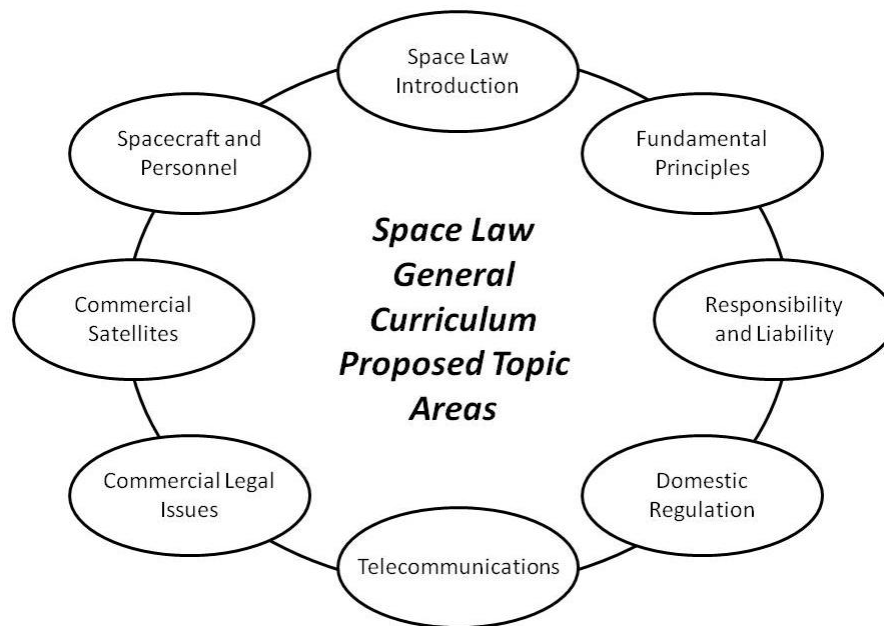 Space Law
Introduction
Fundamental
Principles
Responsibility
and Liability
Domestic
Regulation
Telecommunications
Commercial Legal
Issues
Commercial
Satellites
Spacecraft and
Personnel
Space Law
General
Curriculum
Proposed Topic
Areas